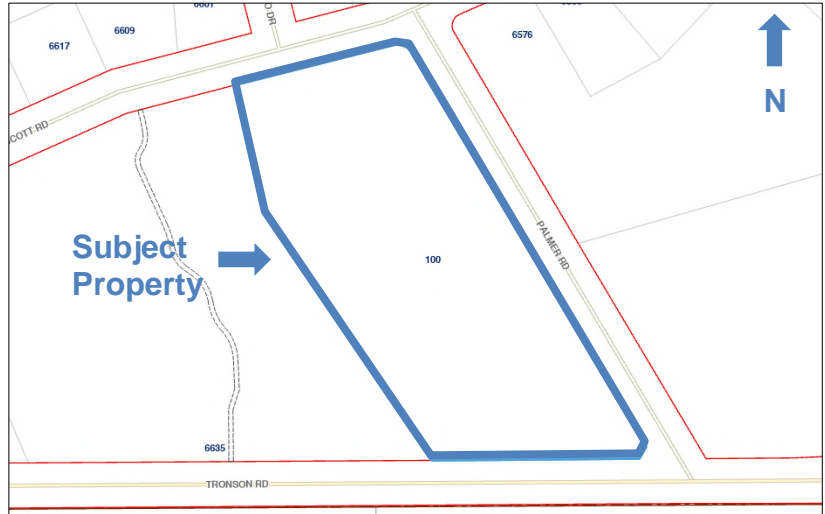 6601
6609
6617
6576
N
COTT RD
Subject
Property
100
PALMER RD
6635
TRONSON RD